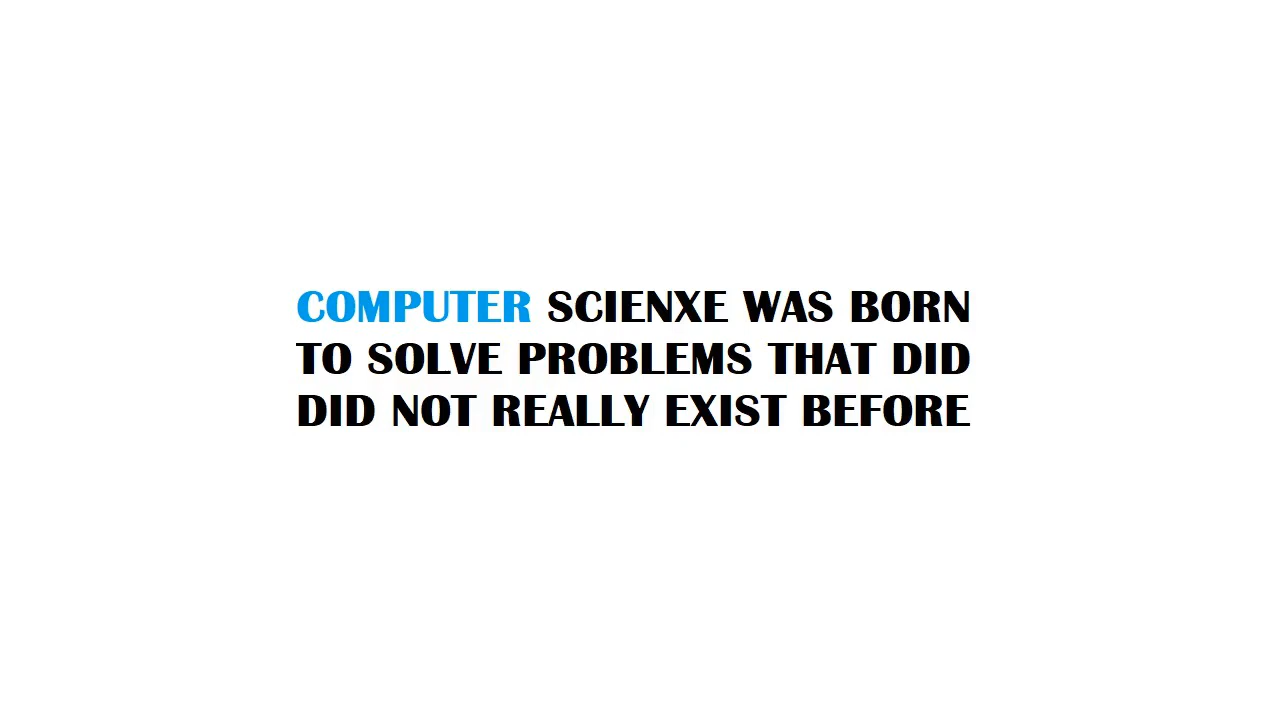 COMPUTER SCIENXE WAS BORN
TO SOLVE PROBLEMS THAT DID
DID NOT REALLY EXIST BEFORE